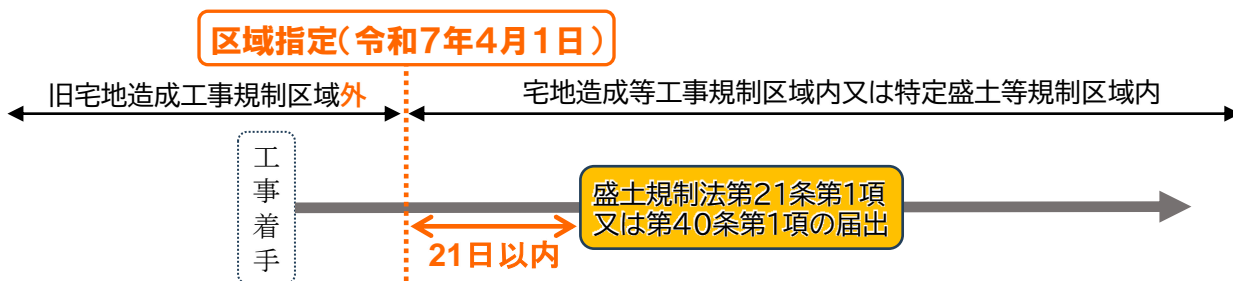 区域指定(令和7年4月1日)
旧宅地造成工事規制区域外
宅地造成等工事規制区域内又は特定盛土等規制区域内
工事着手
盛土規制法第21条第1項
又は第40条第1項の届出
21日以内